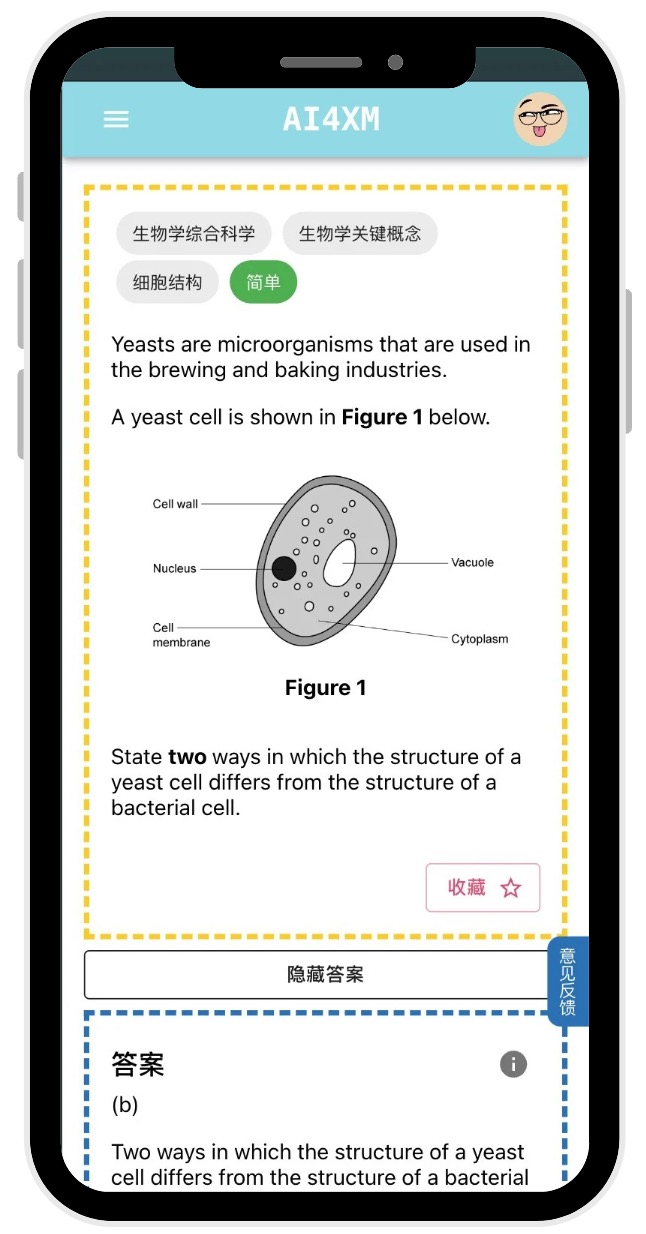 AI4XM
生物学综合科学
生物学关键概念
细胞结构
简单
Yeasts are microorganisms that are used in
the brewing and baking industries.
A yeast cell is shown in Figure 1 below.
Cell wall
Nucleus
Vacuole
Cell
membrane
Cytoplasm
Figure 1
State two ways in which the structure of a
yeast cell differs from the structure of a
bacterial cell.
收藏
隐藏答案
意见反馈
答案
(b)
Two ways in which the structure of a yeast
cell differs from the structure of a bacterial